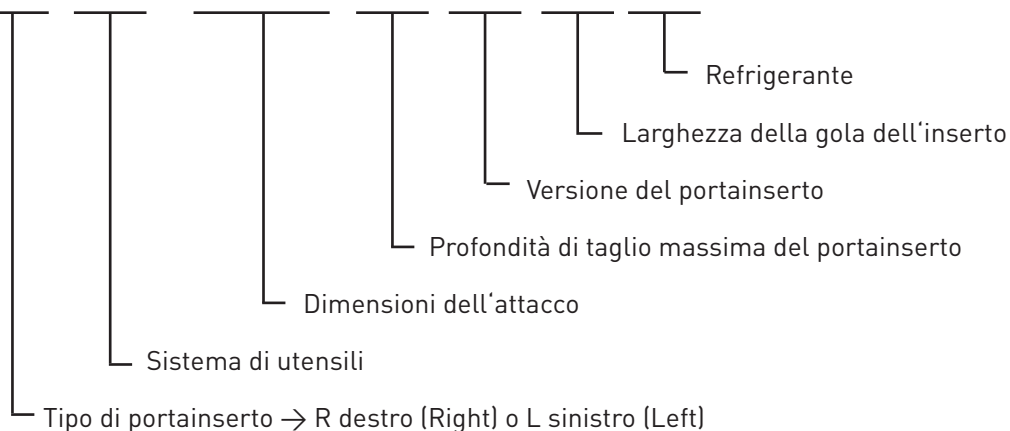 Refrigerante
Larghezza della gola dell‘inserto
Versione del portainserto
Profondità di taglio massima del portainserto
Dimensioni dell‘attacco
Sistema di utensili
Tipo di portainserto → R destro (Right) o L sinistro (Left)